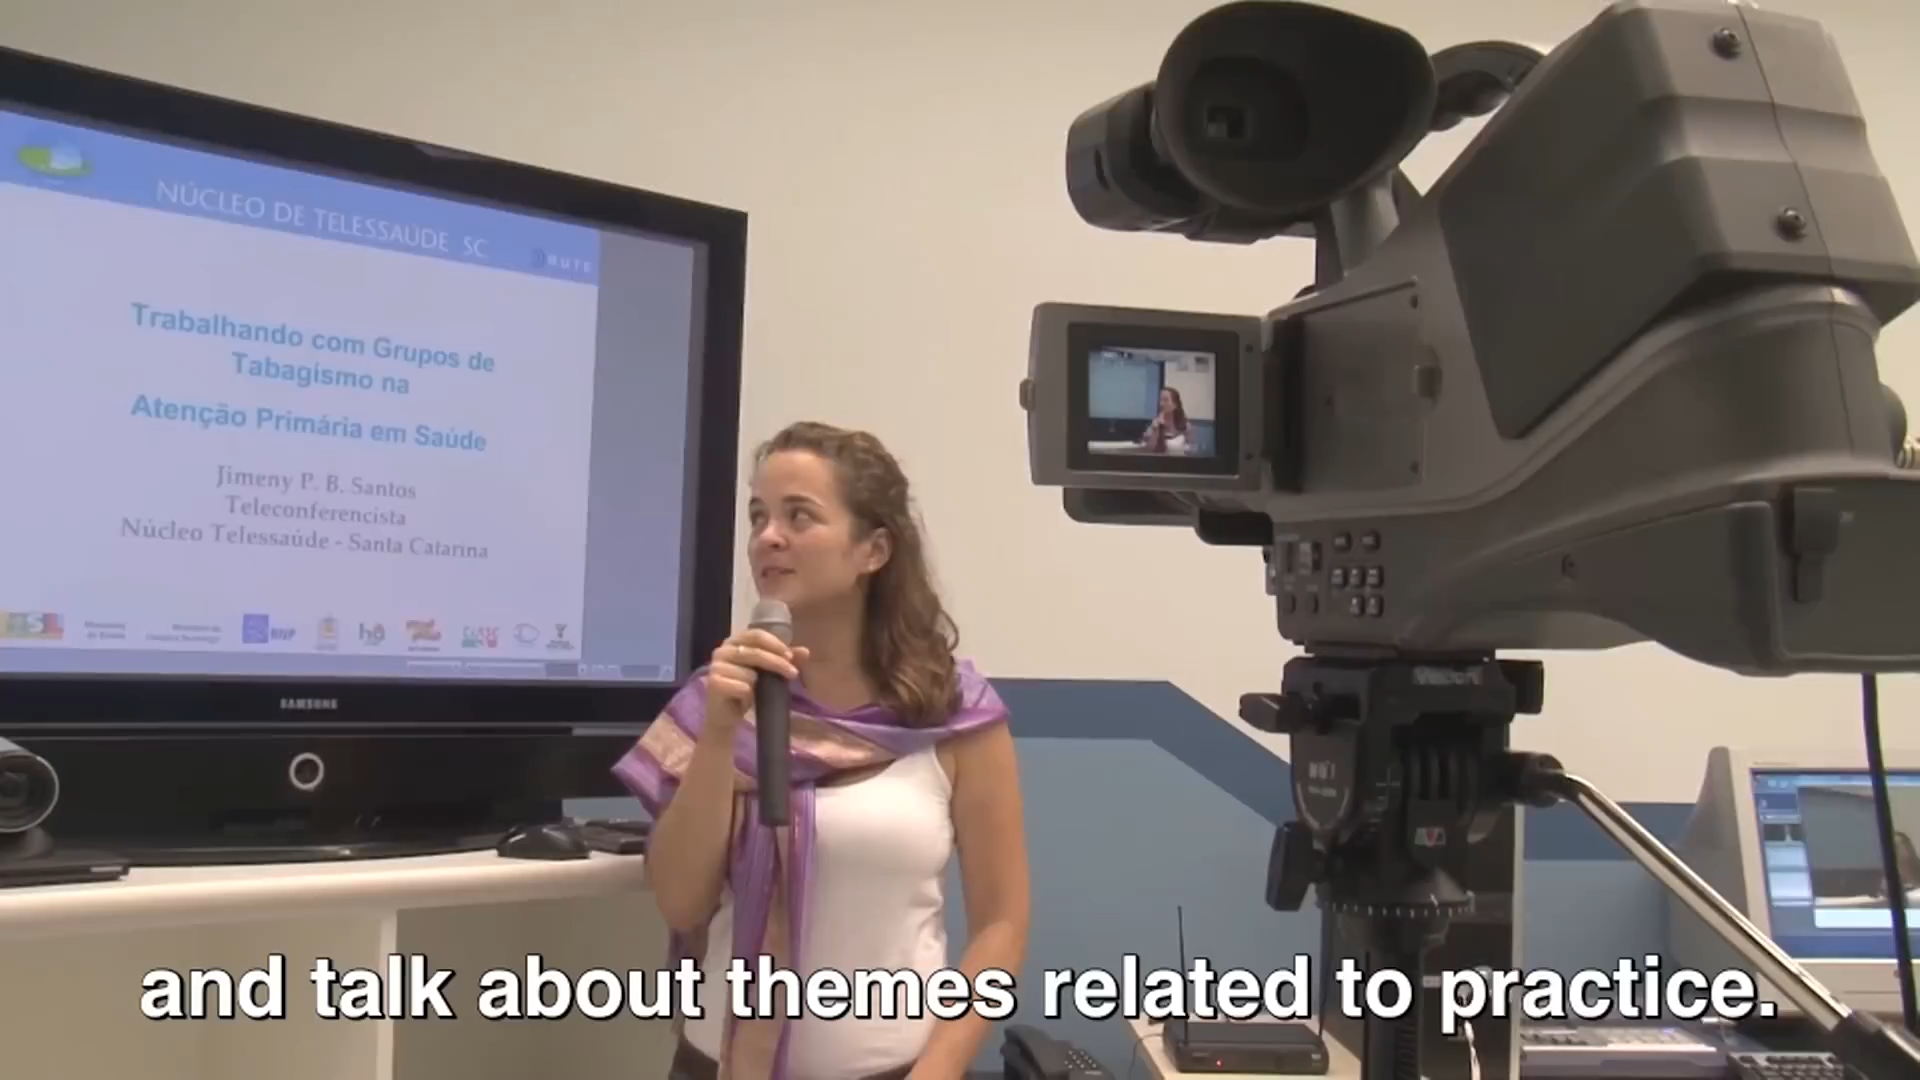 NÚCLEO DE TELESSAÚDE SC
RUTE
Trabalhando com Grupos de
Tabagismo na
Atenção Primária em Saúde
Jimeny P. B. Santos
Teleconferencista
Núcleo Telessaúde - Santa Catarina
RNP
SAMSUNG
and talk about themes related to practice.